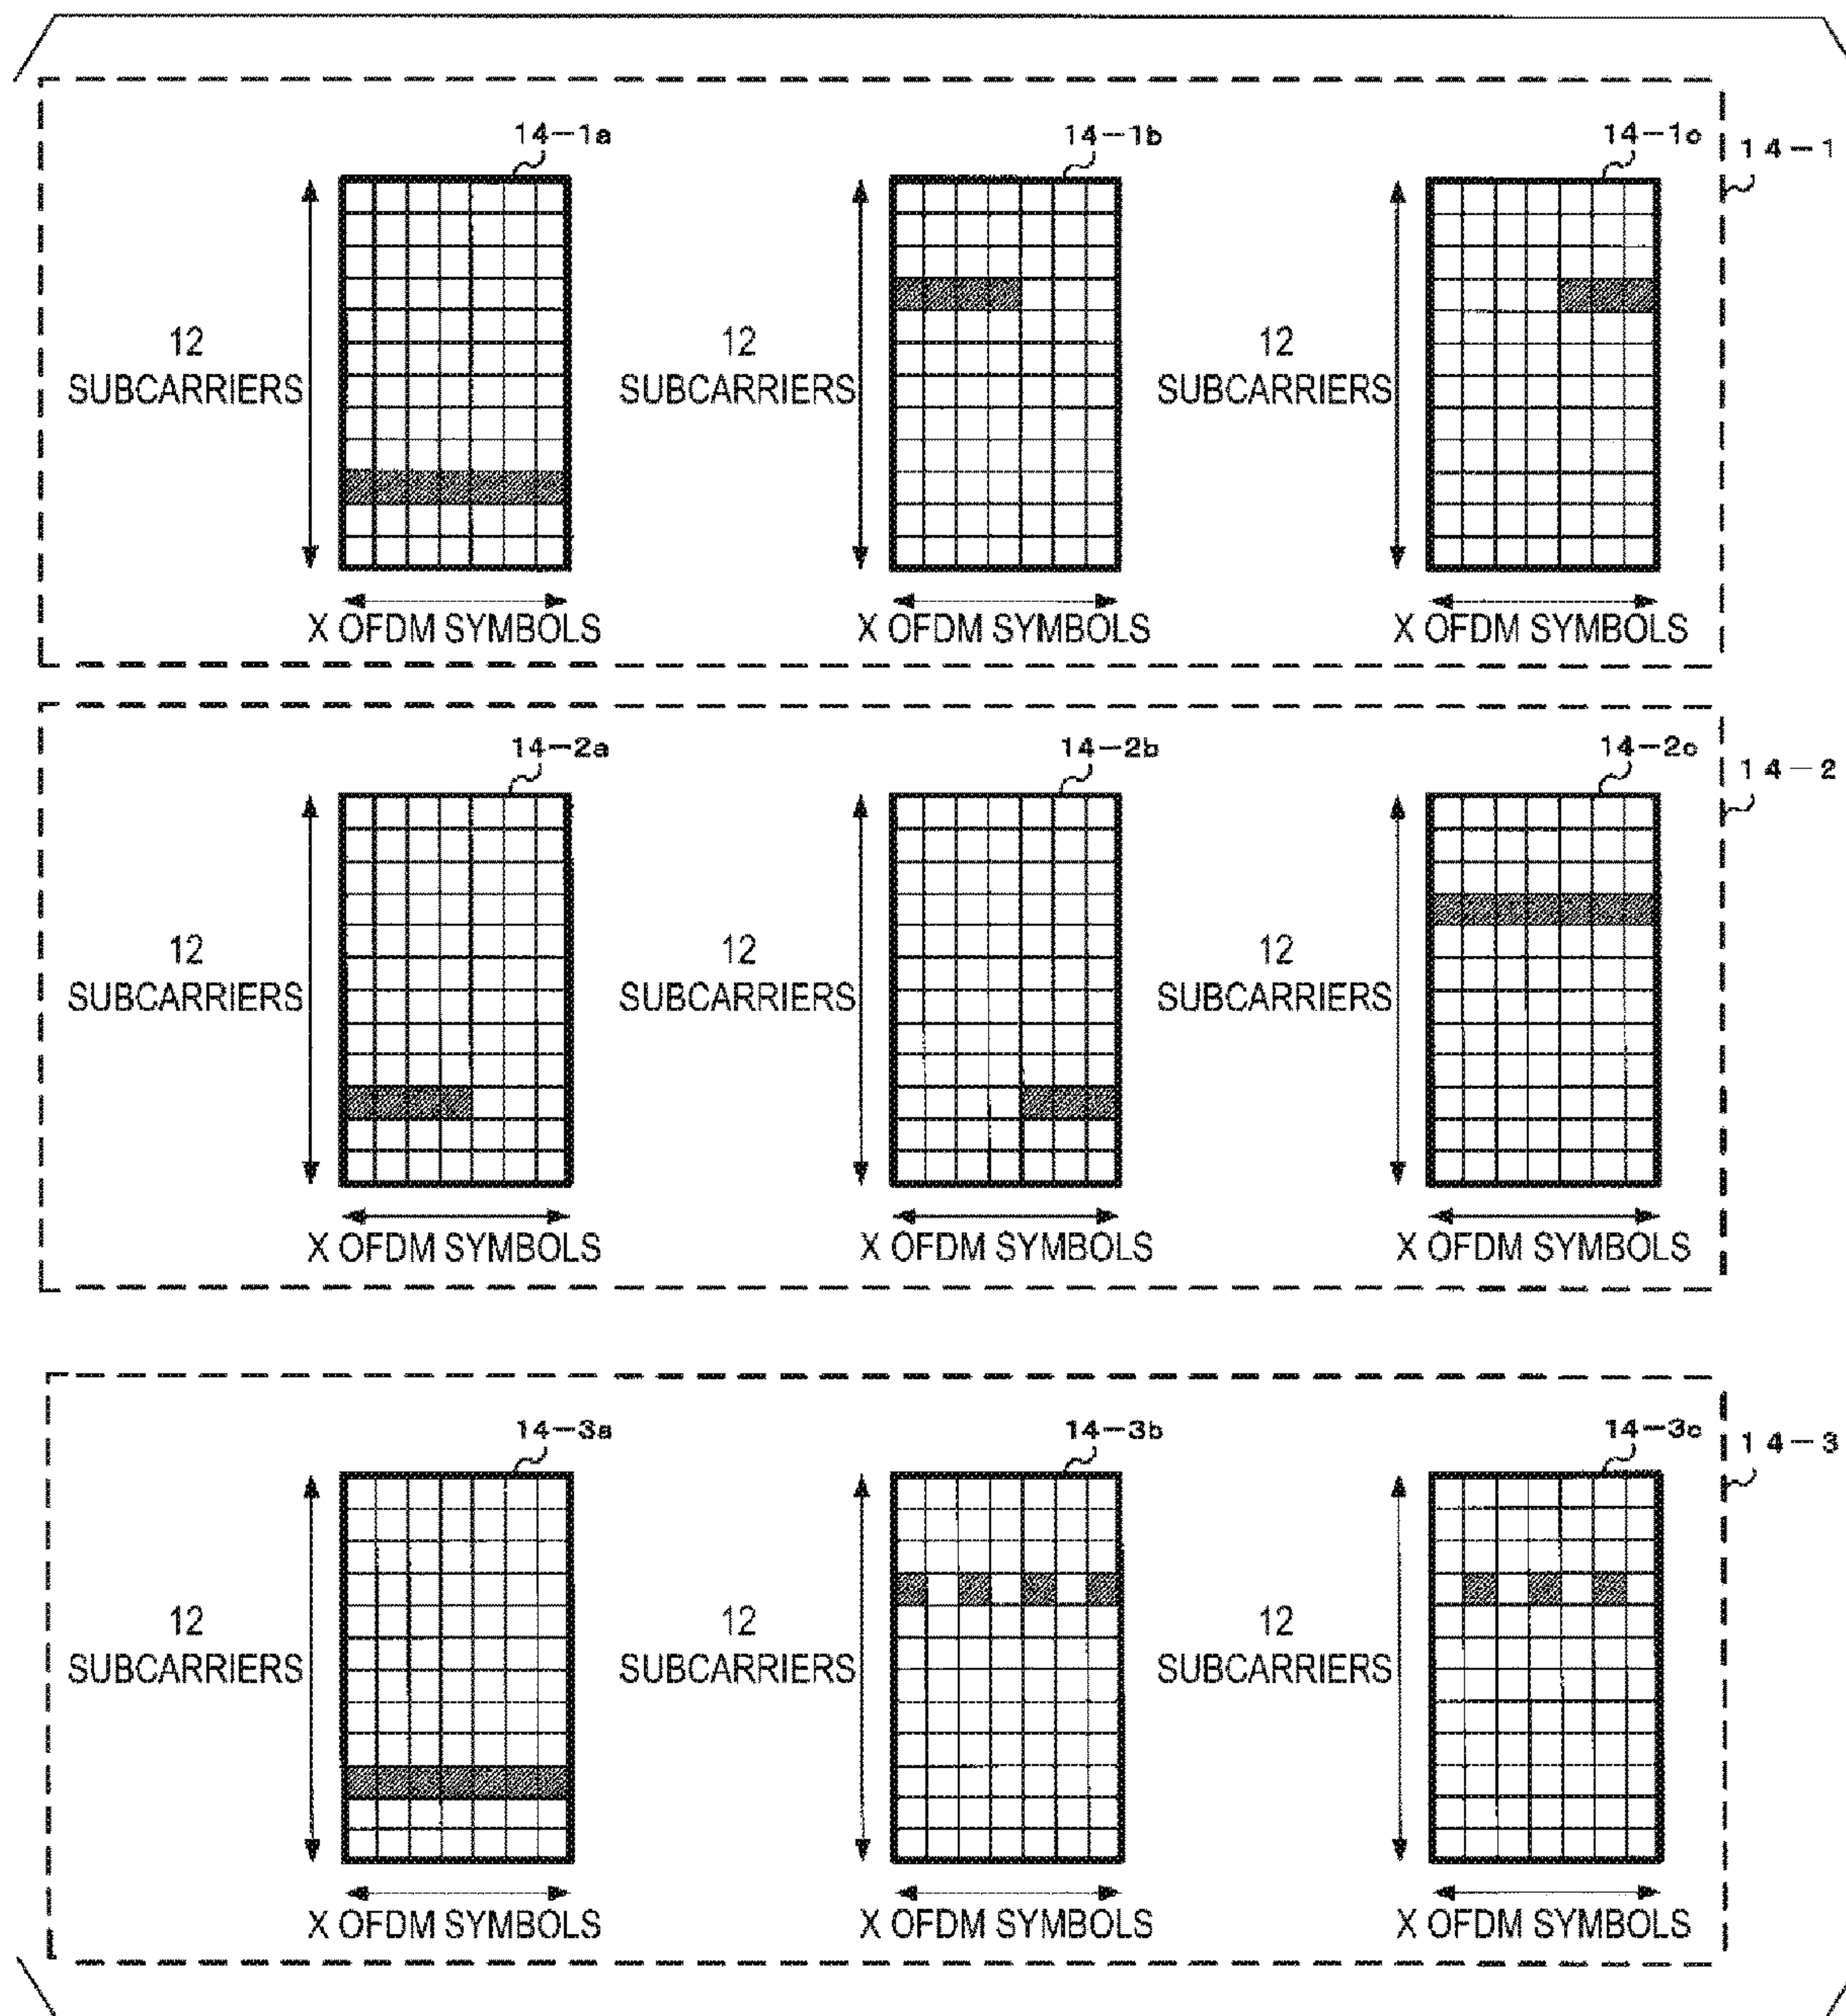 14-1a
14-1b
14-1c
14-1
12
SUBCARRIERS
12
SUBCARRIERS
12
SUBCARRIERS
X OFDM SYMBOLS
X OFDM SYMBOLS
X OFDM SYMBOLS
14-2a
14-2b
14-2c
14-2
12
SUBCARRIERS
12
SUBCARRIERS
12
SUBCARRIERS
X OFDM SYMBOLS
X OFDM SYMBOLS
X OFDM SYMBOLS
14-3a
14-3b
14-3c
14-3
12
SUBCARRIERS
12
SUBCARRIERS
12
SUBCARRIERS
X OFDM SYMBOLS
X OFDM SYMBOLS
X OFDM SYMBOLS